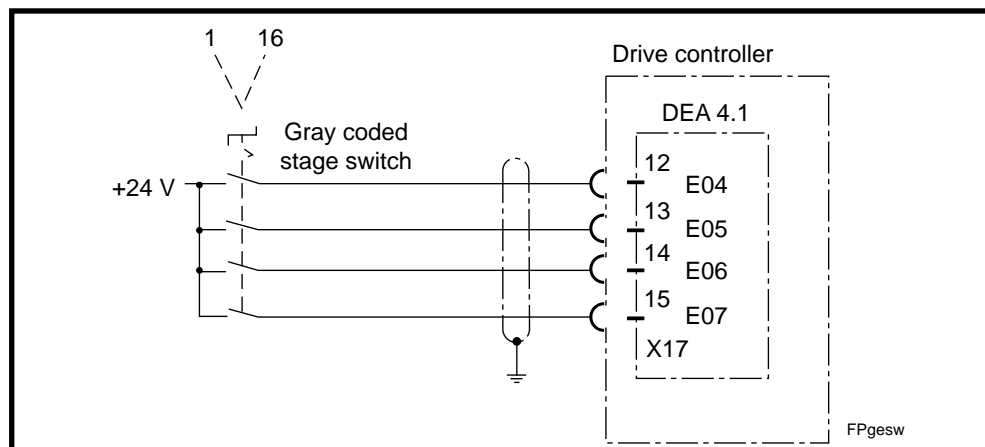 1 16
Drive controller
DEA 4.1
Gray coded
stage switch
+24 V
12
E04
13
E05
14
E06
15
E07
X17
FPgesw